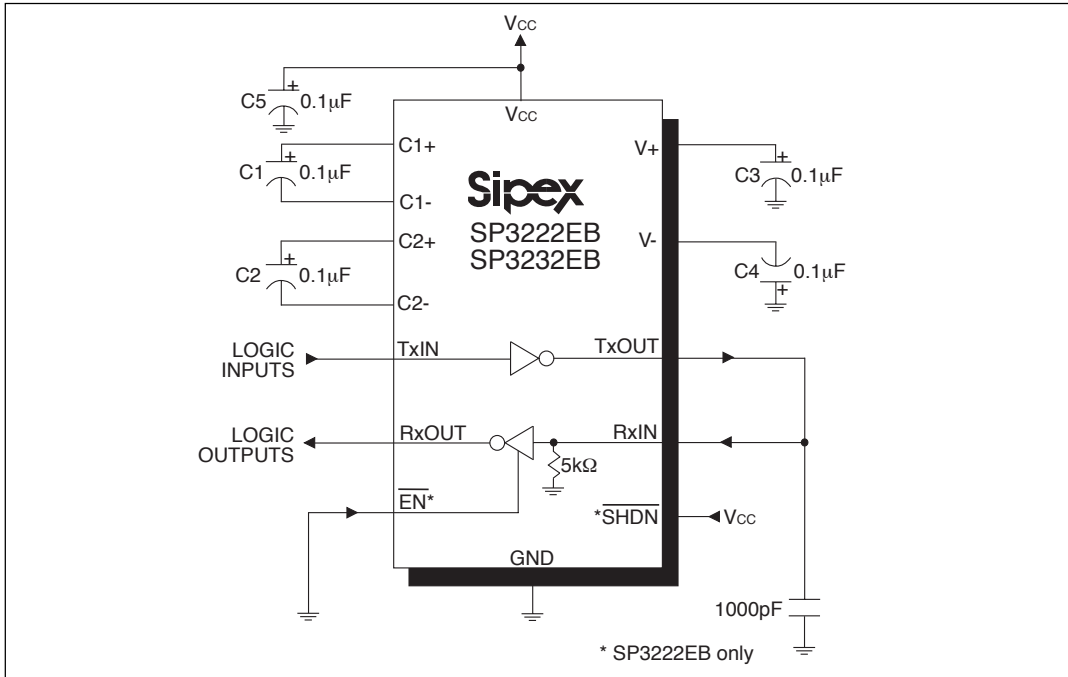 VCC
C5
+
0.1µF
VCC
C1
+
0.1µF
C1+
C1-
C2
+
0.1µF
C2+
C2-
Sipex
SP3222EB
SP3232EB
V+
+
C3
0.1µF
V-
C4
0.1µF
+
LOGIC
INPUTS
TxIN
TxOUT
LOGIC
OUTPUTS
RxOUT
RxIN
5kΩ
EN*
*SHDN
VCC
GND
1000pF
* SP3222EB only